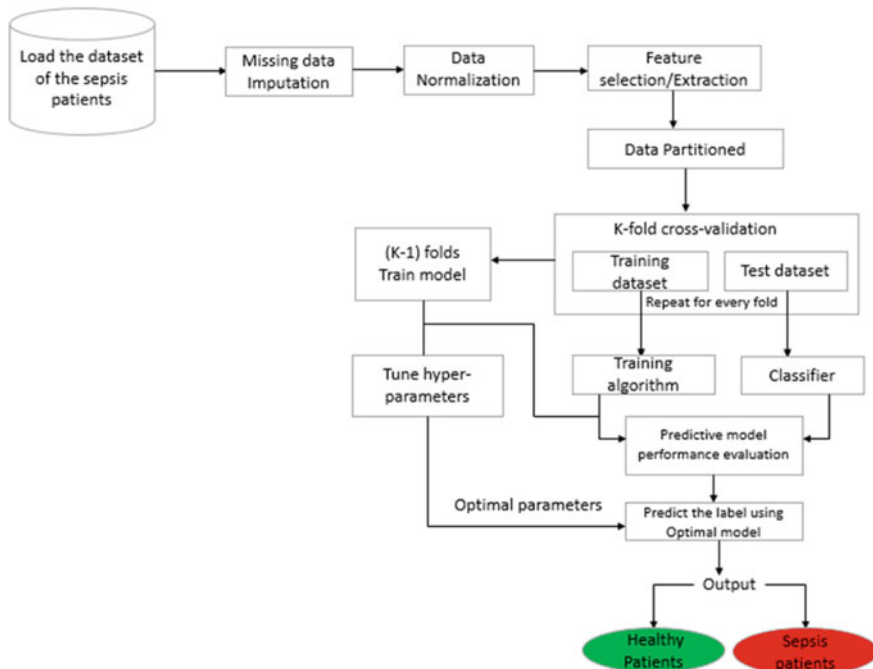 Load the dataset
of the sepsis
patients
Missing data
Imputation
Data
Normalization
Feature
selection/Extraction
Data Partitioned
K-fold cross-validation
(K-1) folds
Train model
Training
dataset
Test dataset
Repeat for every fold
Tune hyper-
parameters
Training
algorithm
Classifier
Predictive model
performance evaluation
Optimal parameters
Predict the label using
Optimal model
Output
Healthy
Patients
Sepsis
patients